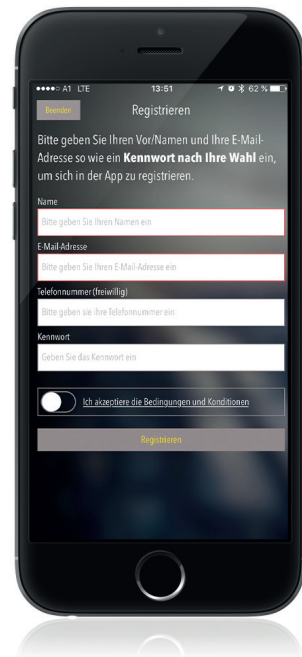 ●●●●○ A1 LTE 13:51 62 %
Beenden Registrieren
Bitte geben Sie Ihren Vor/Namen und Ihre E-Mail-
Adresse so wie ein Kennwort nach Ihre Wahl ein,
um sich in der App zu registrieren.
Name
Bitte geben Sie Ihren Namen ein
E-Mail-Adresse
Bitte geben Sie Ihren E-Mail-Adresse ein
Telefonnummer (freiwillig)
Bitte geben sie ihre Telefonnummer ein
Kennwort
Geben Sie das Kennwort ein
Ich akzeptiere die Bedingungen und Konditionen
Registrieren